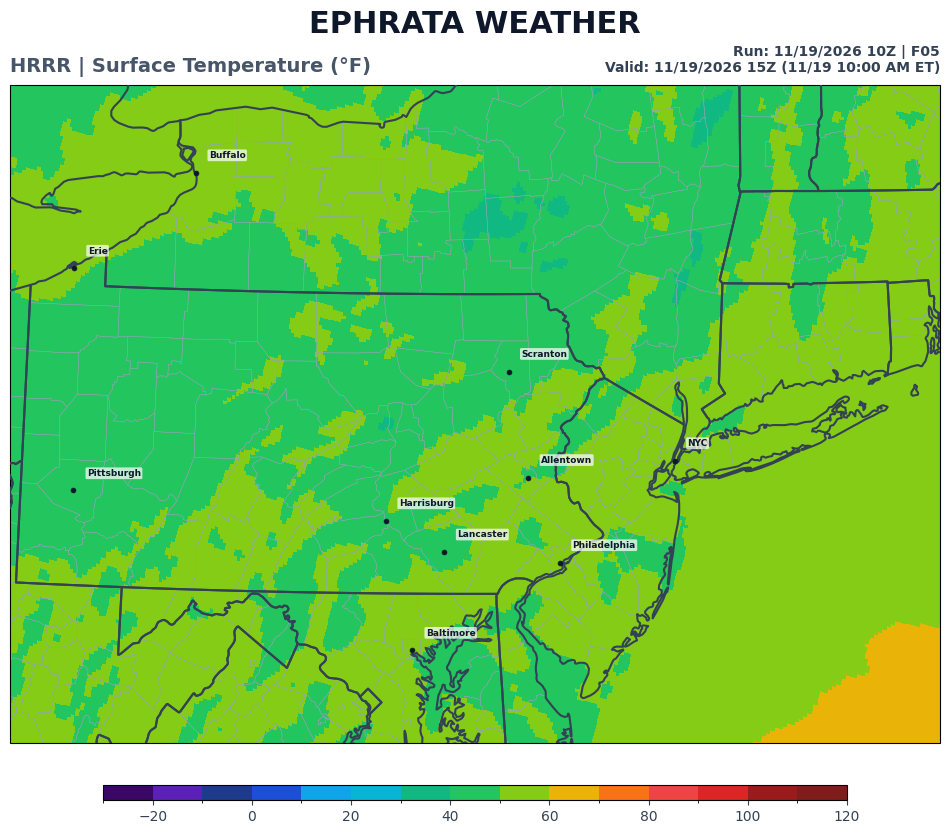 EPHRATA WEATHER
HRRR | Surface Temperature (°F)
Run: 11/19/2026 10Z | F05
Valid: 11/19/2026 15Z (11/19 10:00 AM ET)
Buffalo
Erie
Scranton
NYC
Allentown
Pittsburgh
Harrisburg
Lancaster
Philadelphia
Baltimore
−20 0 20 40 60 80 100 120